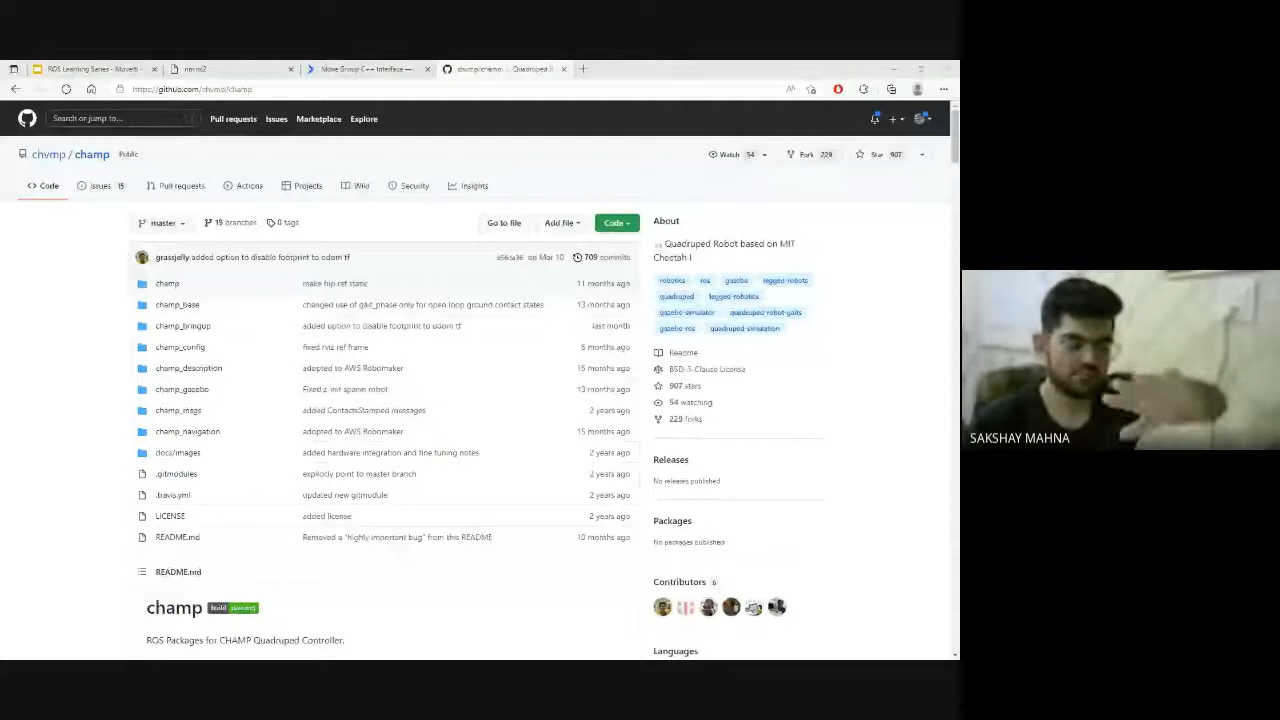 ROS Learning Series - MoveIt
novnc2
Move Group C++ Interface —
chvmp/champ: Quadruped R
https://github.com/chvmp/champ
Search or jump to...
/
Pull requests
Issues
Marketplace
Explore
chvmp / champ
Public
Watch 54
Fork 229
Star 907
Code
Issues 15
Pull requests
Actions
Projects
Wiki
Security
Insights
master
19 branches
0 tags
Go to file
Add file
Code
grassjelly added option to disable footprint to odom tf
on Mar 10
709 commits
champ
make hip ref static
11 months ago
champ_base
changed use of gait_phase only for open loop ground contact states
13 months ago
champ_bringup
added option to disable footprint to odom tf
last month
champ_config
fixed rviz ref frame
6 months ago
champ_description
adopted to AWS Robomaker
15 months ago
champ_gazebo
Fixed z init spanin robot
13 months ago
champ_msgs
added ContactsStamped messages
2 years ago
champ_navigation
adopted to AWS Robomaker
15 months ago
docs/images
added hardware integration and fine tuning notes
2 years ago
.gitmodules
explicitly point to master branch
2 years ago
.travis.yml
updated new gitmodule
2 years ago
LICENSE
added license
2 years ago
README.md
Removed a "highly important bug" from this README
10 months ago
README.md
champ
build
ROS Packages for CHAMP Quadruped Controller.
About
Quadruped Robot based on MIT
Cheetah I
robotics ros gazebo legged-robots
quadruped legged-robotics
gazebo-simulator quadruped-robot-gaits
gazebo-ros quadruped-simulation
Readme
BSD-3-Clause License
907 stars
54 watching
229 forks
Releases
No releases published
Packages
No packages published
Contributors 6
Languages
SAKSHAY MAHNA